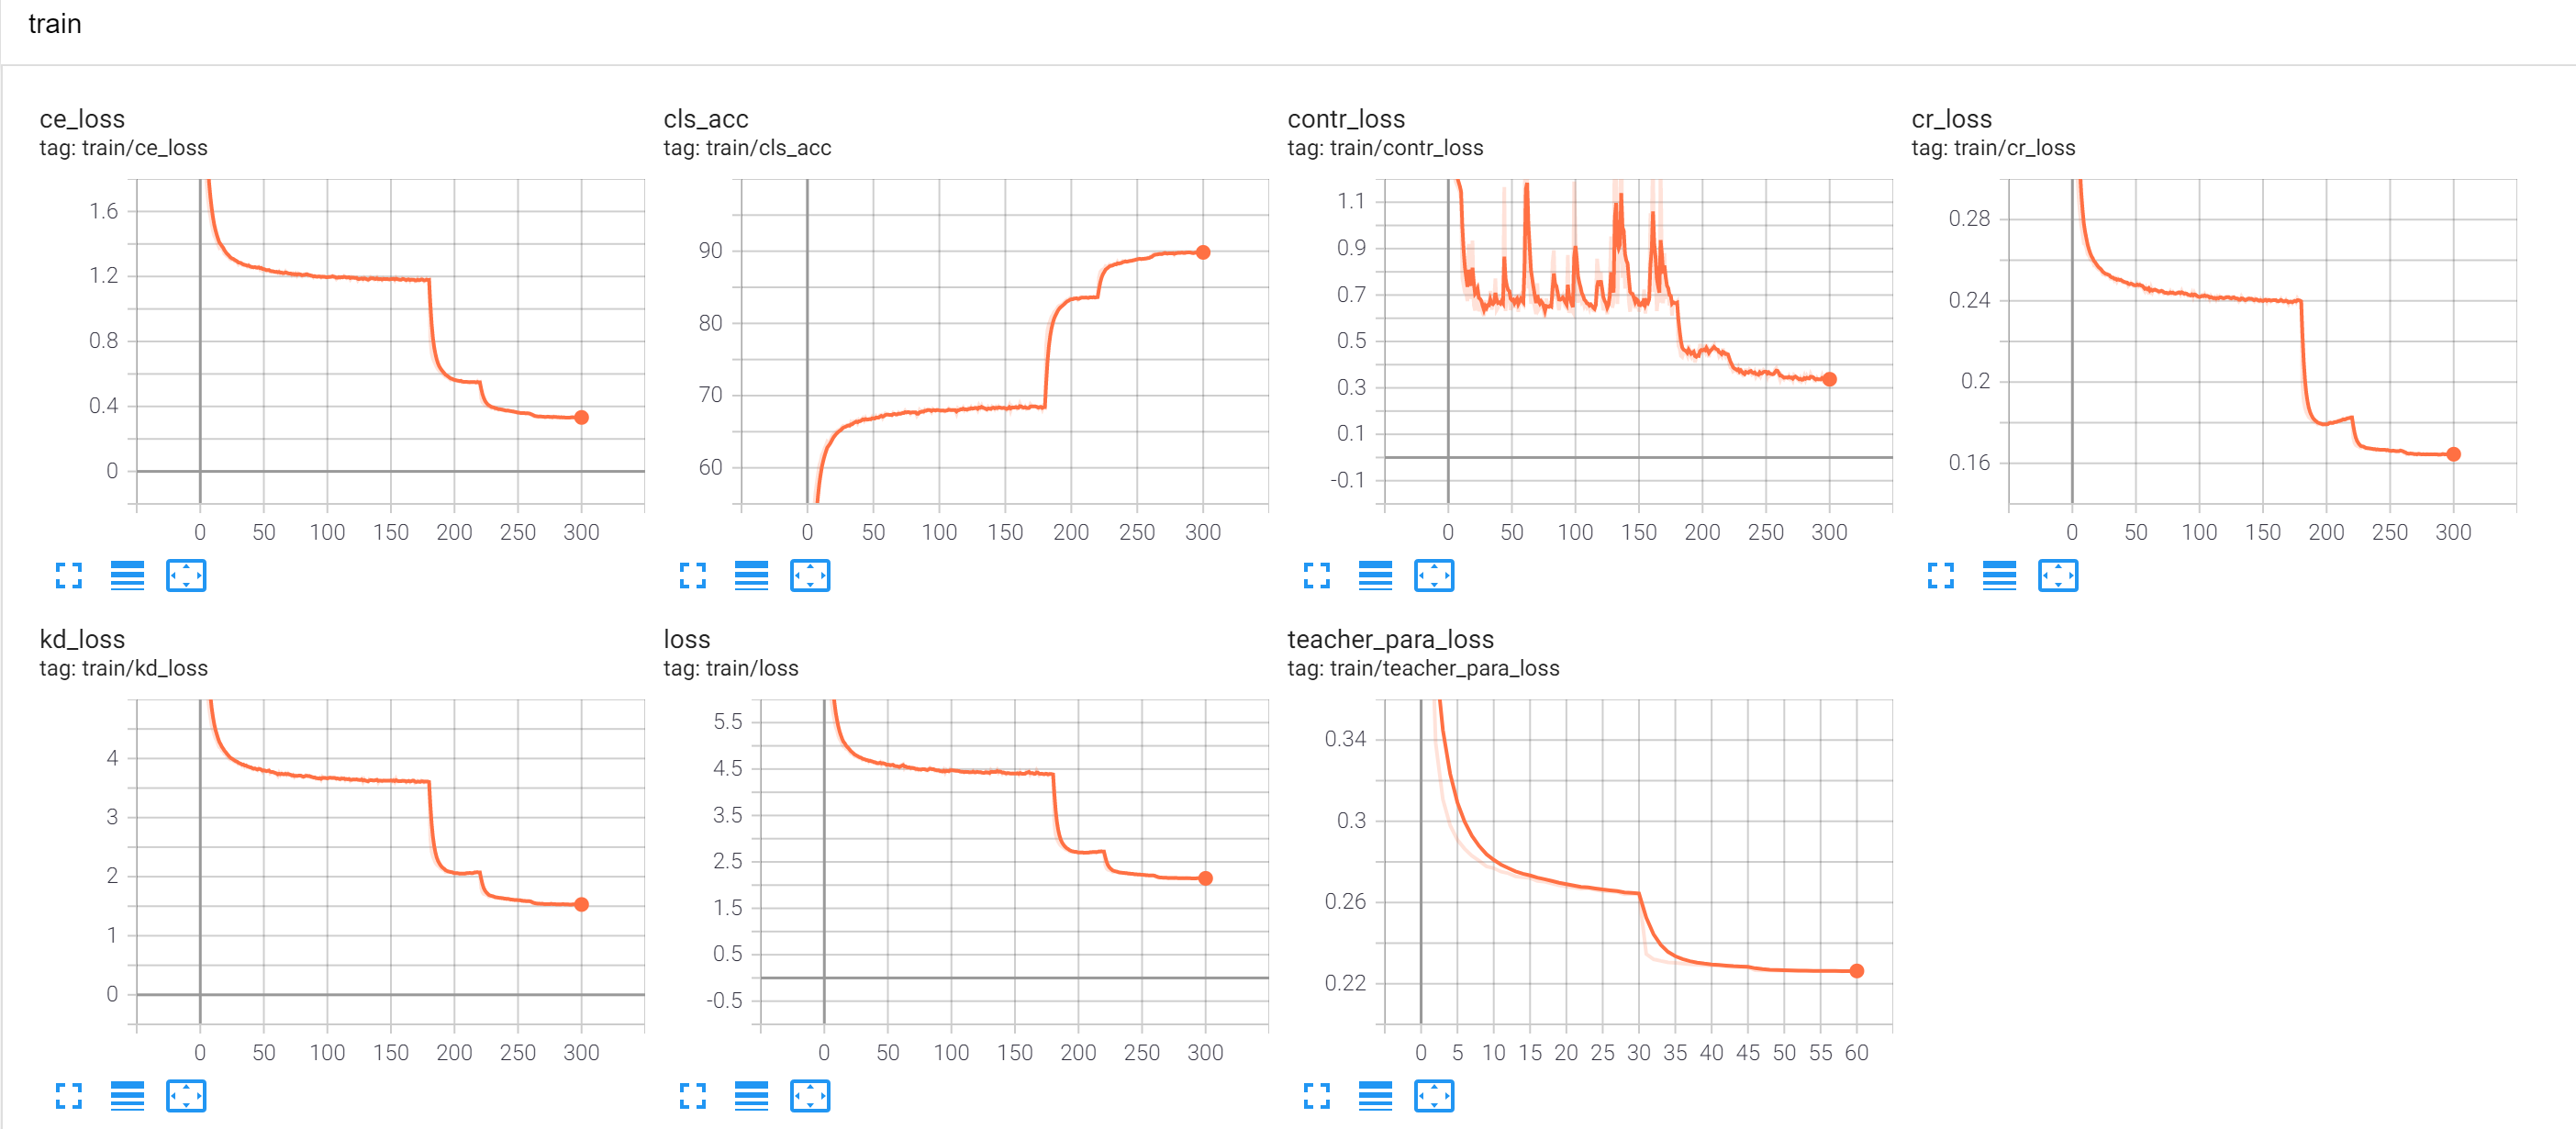 train
ce_loss
tag: train/ce_loss
1.6
1.2
0.8
0.4
0
0 50 100 150 200 250 300
cls_acc
tag: train/cls_acc
90
80
70
60
0 50 100 150 200 250 300
contr_loss
tag: train/contr_loss
1.1
0.9
0.7
0.5
0.3
0.1
-0.1
0 50 100 150 200 250 300
cr_loss
tag: train/cr_loss
0.28
0.24
0.2
0.16
0 50 100 150 200 250 300
kd_loss
tag: train/kd_loss
4
3
2
1
0
0 50 100 150 200 250 300
loss
tag: train/loss
5.5
4.5
3.5
2.5
1.5
0.5
-0.5
0 50 100 150 200 250 300
teacher_para_loss
tag: train/teacher_para_loss
0.34
0.3
0.26
0.22
0 5 10 15 20 25 30 35 40 45 50 55 60